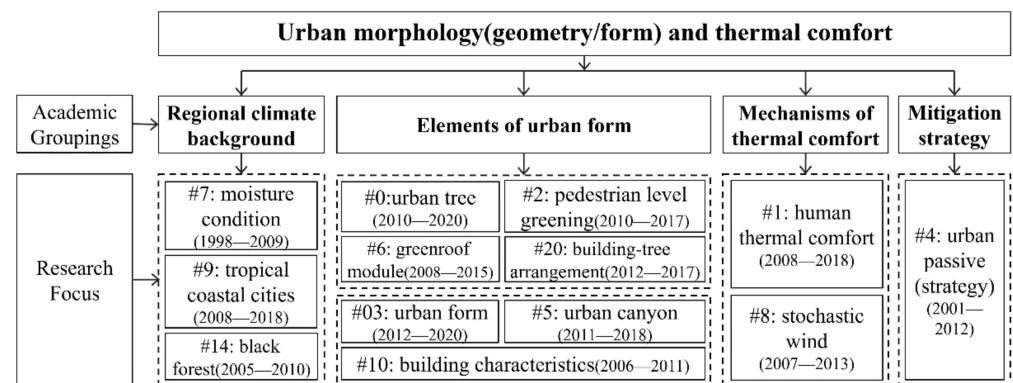 Urban morphology(geometry/form) and thermal comfort
Academic
Groupings
Regional climate
background
Elements of urban form
Mechanisms of
thermal comfort
Mitigation
strategy
Research
Focus
#7: moisture
condition
(1998—2009)
#9: tropical
coastal cities
(2008—2018)
#14: black
forest(2005—2010)
#0:urban tree
(2010—2020)
#2: pedestrian level
greening(2010—2017)
#6: greenroof
module(2008—2015)
#20: building-tree
arrangement(2012—2017)
#03: urban form
(2012—2020)
#5: urban canyon
(2011—2018)
#10: building characteristics(2006—2011)
#1: human
thermal comfort
(2008—2018)
#8: stochastic
wind
(2007—2013)
#4: urban
passive
(strategy)
(2001—
2012)